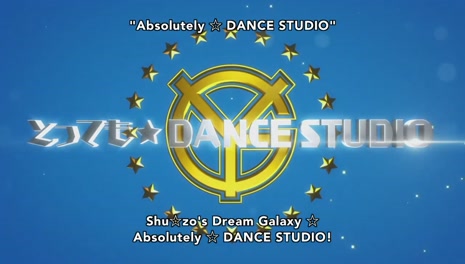 "Absolutely ☆ DANCE STUDIO"
とっても★DANCE STUDIO
Shu☆zo's Dream Galaxy ☆
Absolutely ☆ DANCE STUDIO!